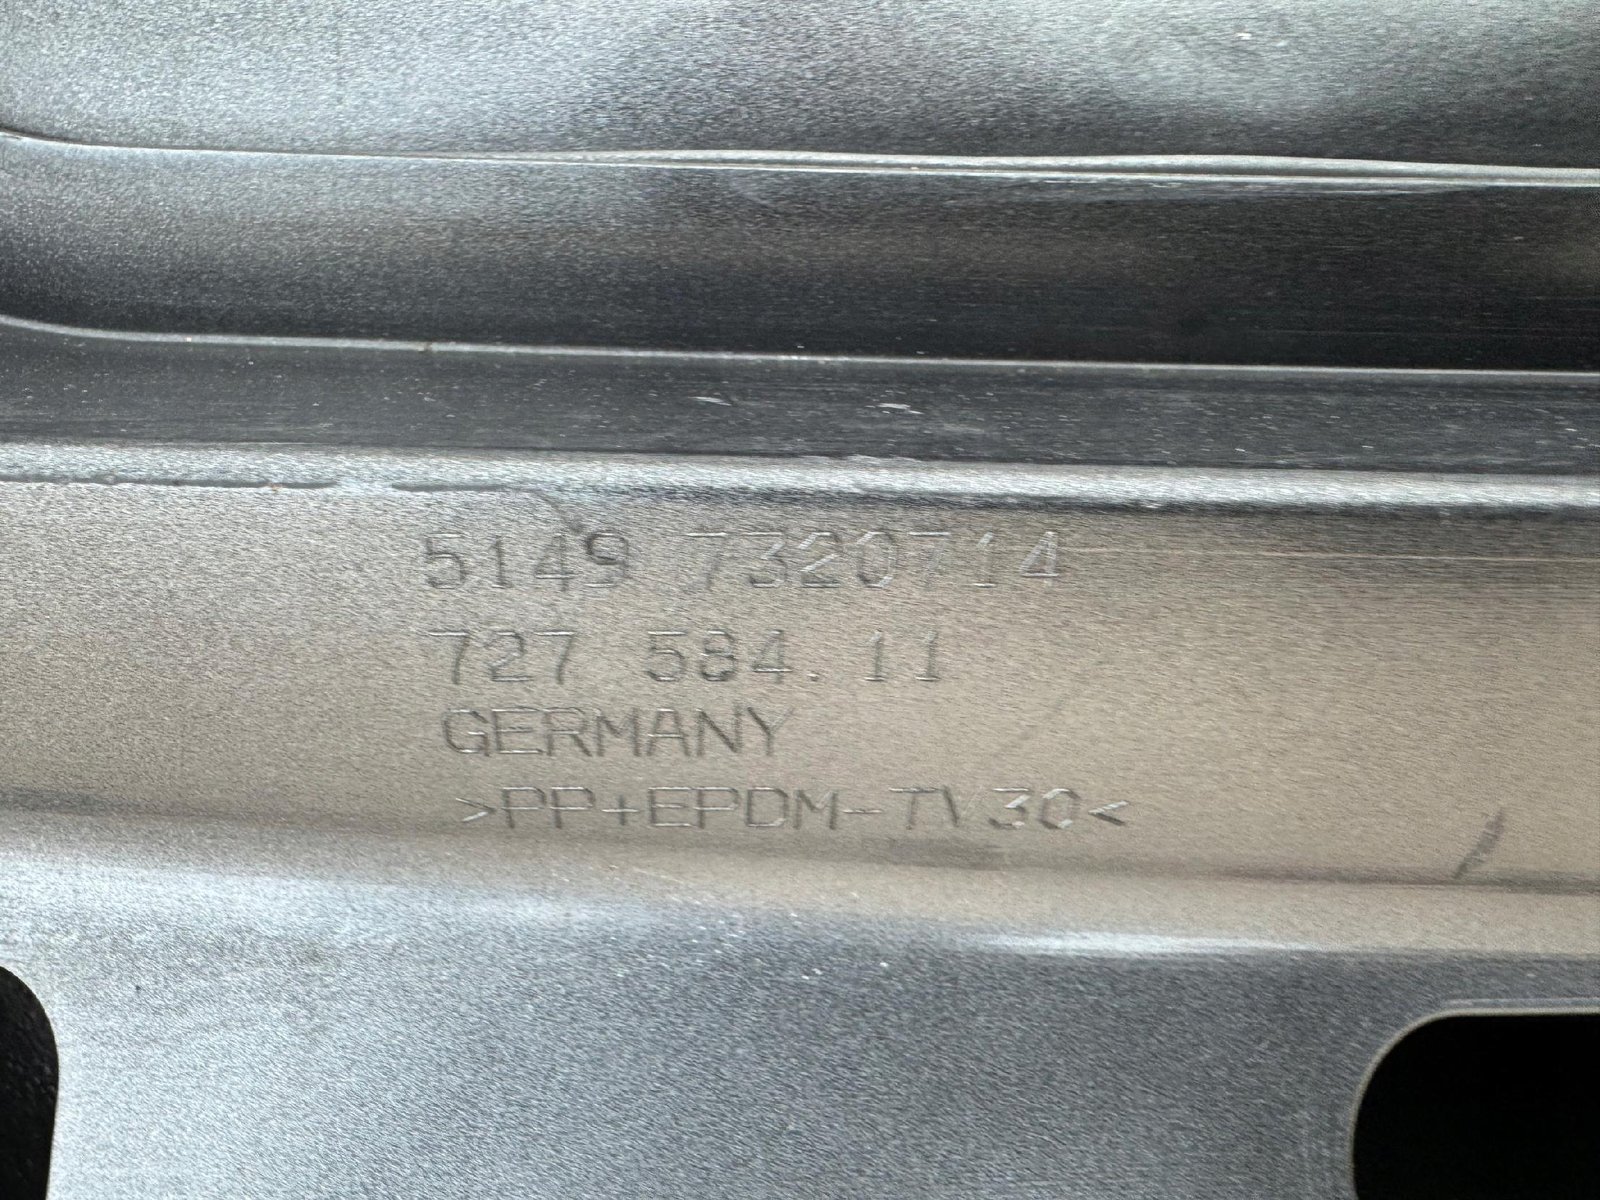 5149 7320714
727 584.11
GERMANY
>PP+EPDM-TV30<